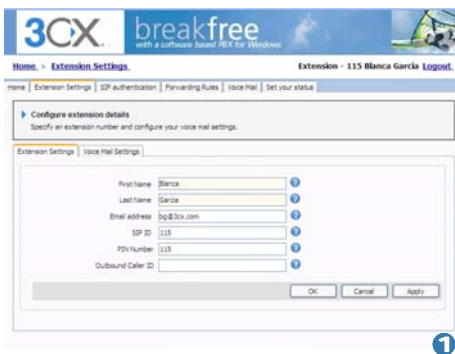 3CX.
breakfree
with a software based PBX for Windows
Home > Extension Settings
Extension - 115 Blanca Garcia Logout
Home Extension Settings SIP authentication Forwarding Rules Voice Mail Set your status
Configure extension details
Specify an extension number and configure your voice mail settings.
Extension Settings Voice Mail Settings
First Name Blanca
Last Name Garcia
Email address bg@3cx.com
SIP ID 115
PIN Number 115
Outbound Caller ID
OK Cancel Apply
1